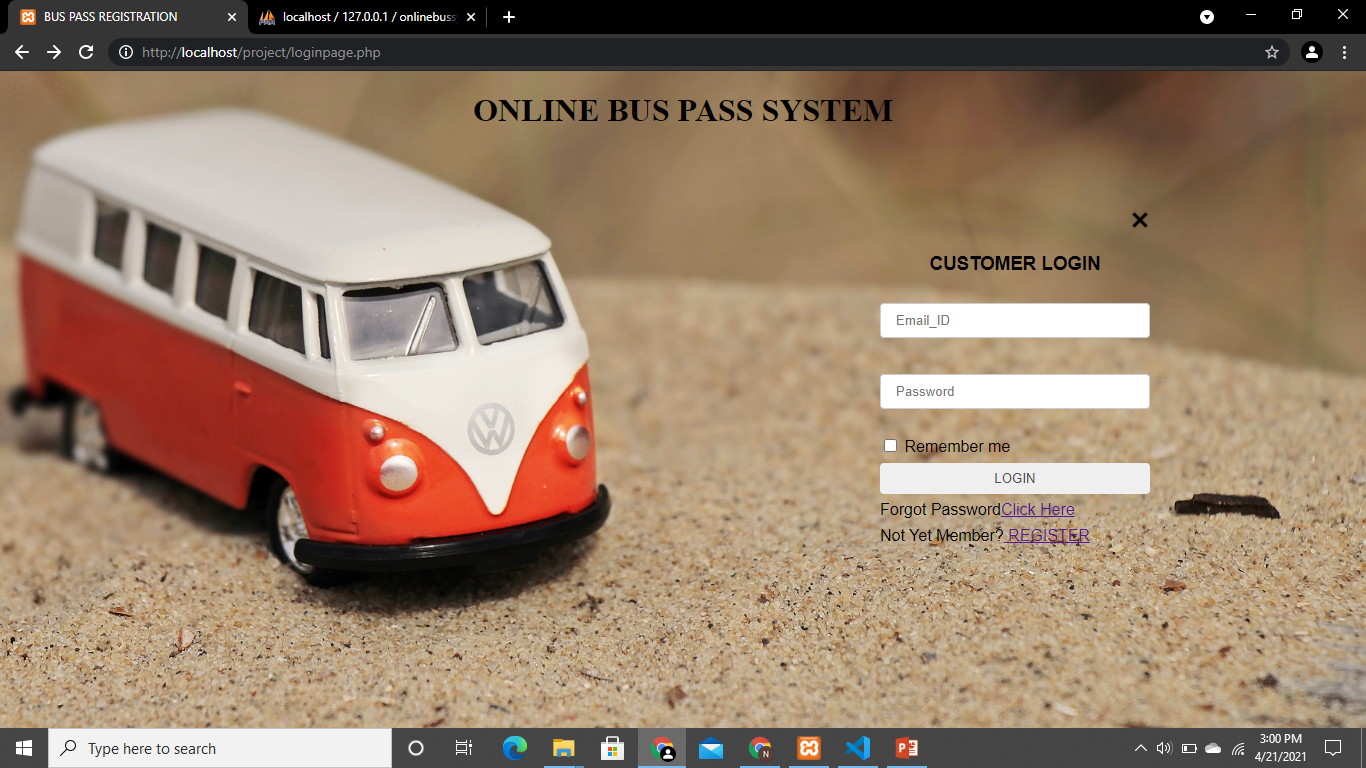 BUS PASS REGISTRATION
localhost / 127.0.0.1 / onlinebuss
http://localhost/project/loginpage.php
ONLINE BUS PASS SYSTEM
CUSTOMER LOGIN
Email_ID
Password
Remember me
LOGIN
Forgot PasswordClick Here
Not Yet Member? REGISTER
Type here to search
N
3:00 PM
4/21/2021